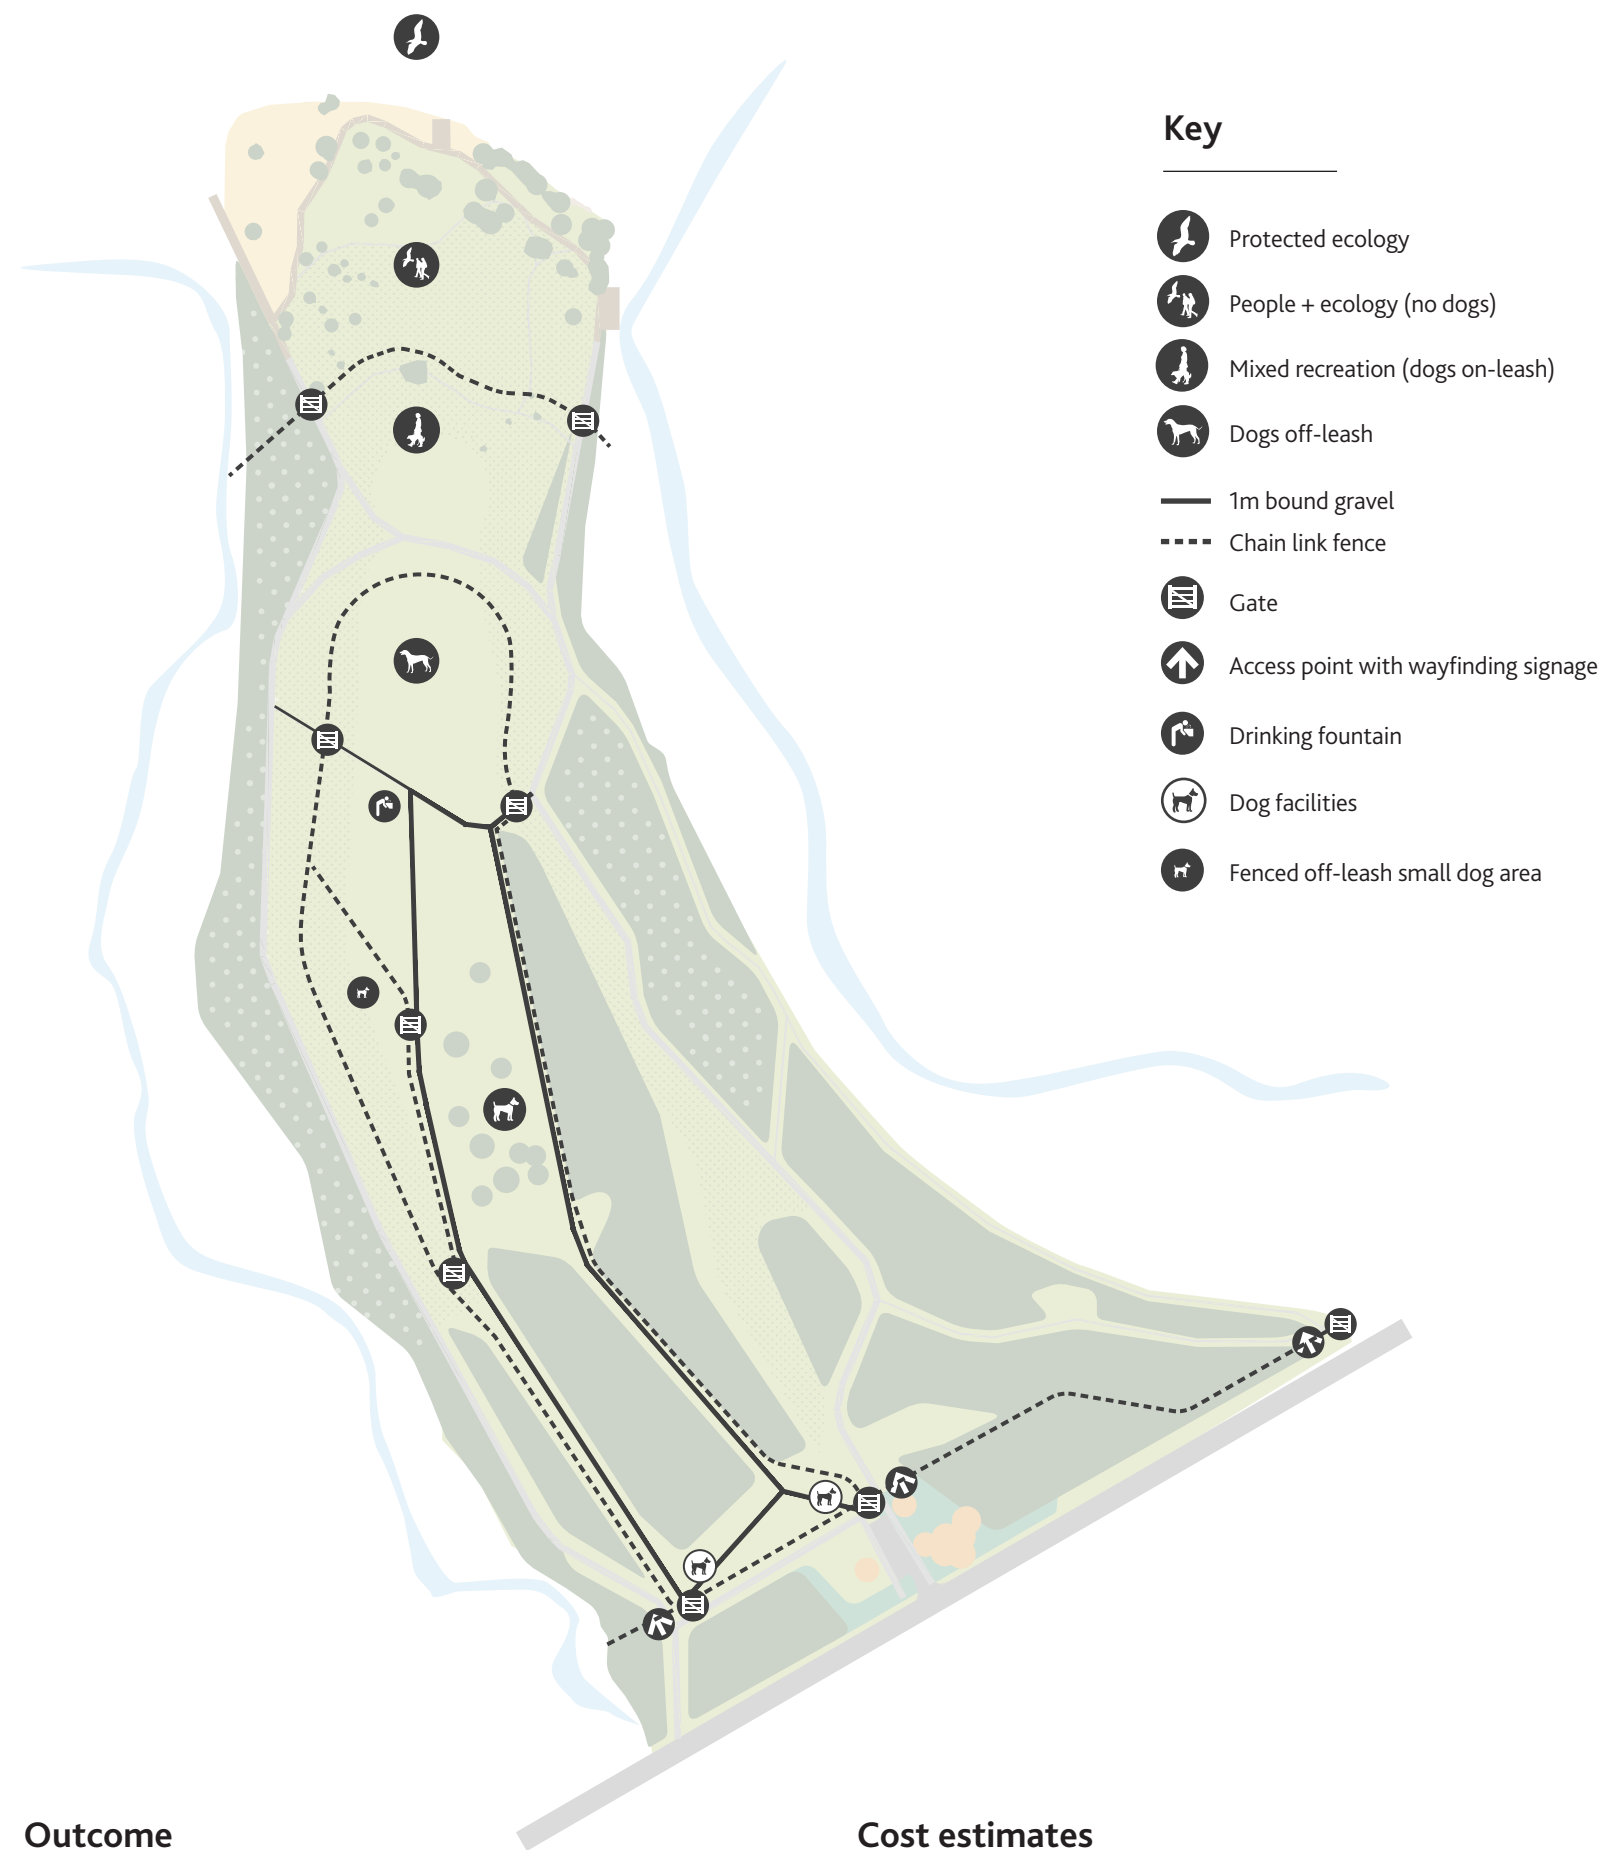 Key
Protected ecology
People + ecology (no dogs)
Mixed recreation (dogs on-leash)
Dogs off-leash
1m bound gravel
Chain link fence
Gate
Access point with wayfinding signage
Drinking fountain
Dog facilities
Fenced off-leash small dog area
Outcome
Cost estimates